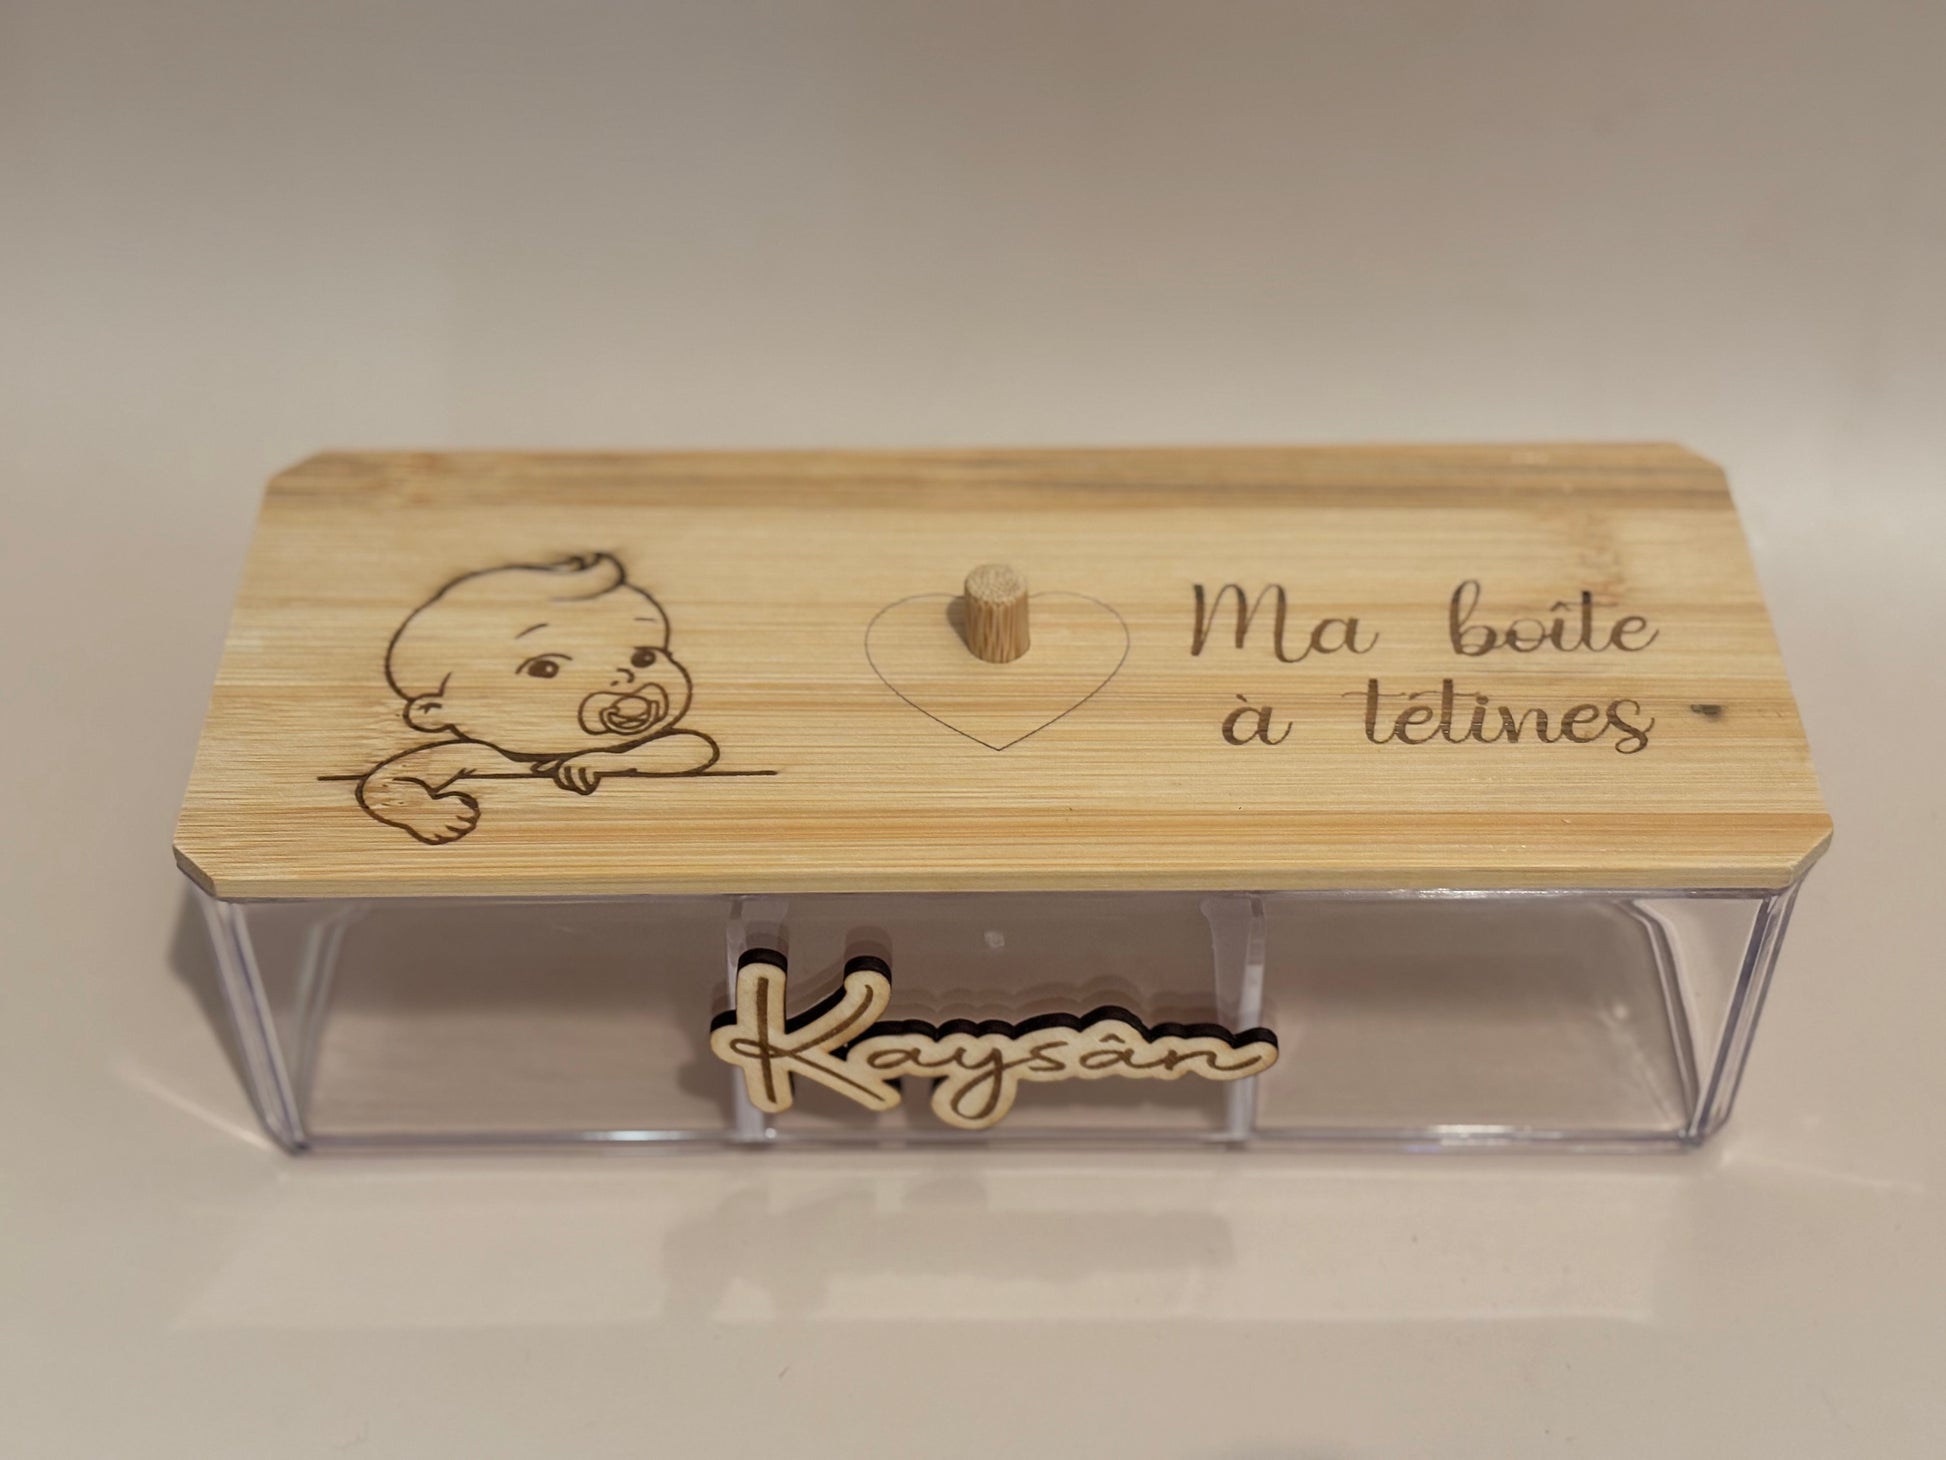 Ma boîte
à tétines
Kaysân